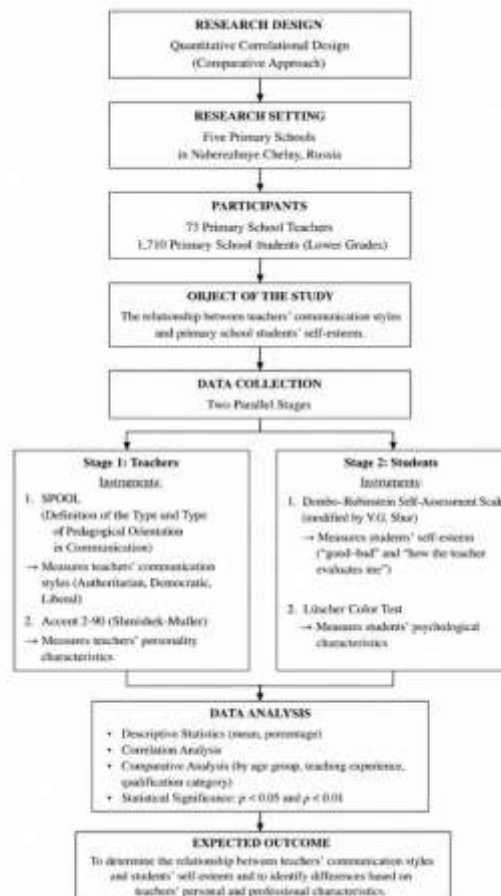 RESEARCH DESIGN
Quantitative Correlational Design
(Comparative Approach)
RESEARCH SETTING
Five Primary Schools
in Naberezhnye Chelny, Russia
PARTICIPANTS
73 Primary School Teachers
1,710 Primary School Students (Lower Grades)
OBJECT OF THE STUDY
The relationship between teachers' communication styles
and primary school students' self-esteem.
DATA COLLECTION
Two Parallel Stages
Stage 1: Teachers
Instruments:
1. SPOOL
(Definition of the Type and Type
of Pedagogical Orientation
in Communication)
→ Measures teachers' communication
styles (Authoritarian, Democratic,
Liberal)
2. Accent 2-90 (Shmishek-Muller)
→ Measures teachers' personality
characteristics.
Stage 2: Students
Instruments:
1. Dembo–Rubinstein Self-Assessment Scale
(modified by V.G. Shur)
→ Measures students' self-esteem
("good–bad" and "how the teacher
evaluates me")
2. Lüscher Color Test
→ Measures students' psychological
characteristics
DATA ANALYSIS
• Descriptive Statistics (mean, percentage)
• Correlation Analysis
• Comparative Analysis (by age group, teaching experience,
qualification category)
• Statistical Significance: p < 0.05 and p < 0.01
EXPECTED OUTCOME
To determine the relationship between teachers' communication styles
and students' self-esteem and to identify differences based on
teachers' personal and professional characteristics.